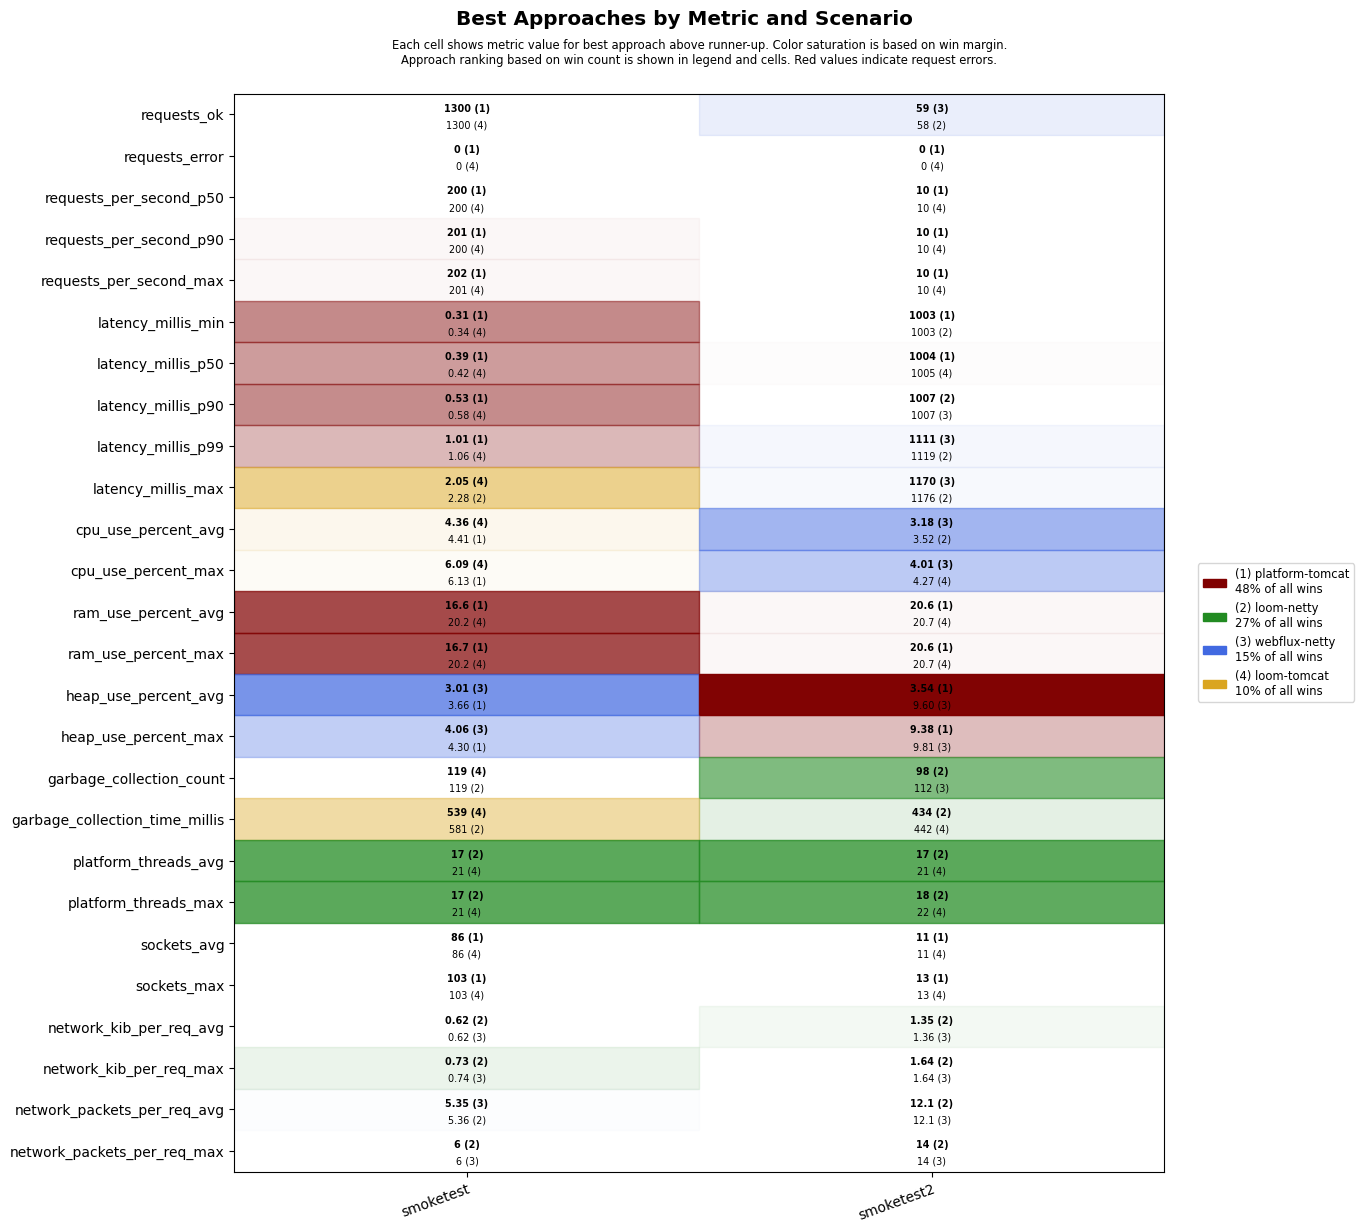 Best Approaches by Metric and Scenario
Each cell shows metric value for best approach above runner-up. Color saturation is based on win margin.
Approach ranking based on win count is shown in legend and cells. Red values indicate request errors.
requests_ok
1300 (1)
1300 (4)
59 (3)
58 (2)
requests_error
0 (1)
0 (4)
0 (1)
0 (4)
requests_per_second_p50
200 (1)
200 (4)
10 (1)
10 (4)
requests_per_second_p90
201 (1)
200 (4)
10 (1)
10 (4)
requests_per_second_max
202 (1)
201 (4)
10 (1)
10 (4)
latency_millis_min
0.31 (1)
0.34 (4)
1003 (1)
1003 (2)
latency_millis_p50
0.39 (1)
0.42 (4)
1004 (1)
1005 (4)
latency_millis_p90
0.53 (1)
0.58 (4)
1007 (2)
1007 (3)
latency_millis_p99
1.01 (1)
1.06 (4)
1111 (3)
1119 (2)
latency_millis_max
2.05 (4)
2.28 (2)
1170 (3)
1176 (2)
cpu_use_percent_avg
4.36 (4)
4.41 (1)
3.18 (3)
3.52 (2)
cpu_use_percent_max
6.09 (4)
6.13 (1)
4.01 (3)
4.27 (4)
ram_use_percent_avg
16.6 (1)
20.2 (4)
20.6 (1)
20.7 (4)
ram_use_percent_max
16.7 (1)
20.2 (4)
20.6 (1)
20.7 (4)
heap_use_percent_avg
3.01 (3)
3.66 (1)
3.54 (1)
9.60 (3)
heap_use_percent_max
4.06 (3)
4.30 (1)
9.38 (1)
9.81 (3)
garbage_collection_count
119 (4)
119 (2)
98 (2)
112 (3)
garbage_collection_time_millis
539 (4)
581 (2)
434 (2)
442 (4)
platform_threads_avg
17 (2)
21 (4)
17 (2)
21 (4)
platform_threads_max
17 (2)
21 (4)
18 (2)
22 (4)
sockets_avg
86 (1)
86 (4)
11 (1)
11 (4)
sockets_max
103 (1)
103 (4)
13 (1)
13 (4)
network_kib_per_req_avg
0.62 (2)
0.62 (3)
1.35 (2)
1.36 (3)
network_kib_per_req_max
0.73 (2)
0.74 (3)
1.64 (2)
1.64 (3)
network_packets_per_req_avg
5.35 (3)
5.36 (2)
12.1 (2)
12.1 (3)
network_packets_per_req_max
6 (2)
6 (3)
14 (2)
14 (3)
smoketest
smoketest2
(1) platform-tomcat
48% of all wins
(2) loom-netty
27% of all wins
(3) webflux-netty
15% of all wins
(4) loom-tomcat
10% of all wins